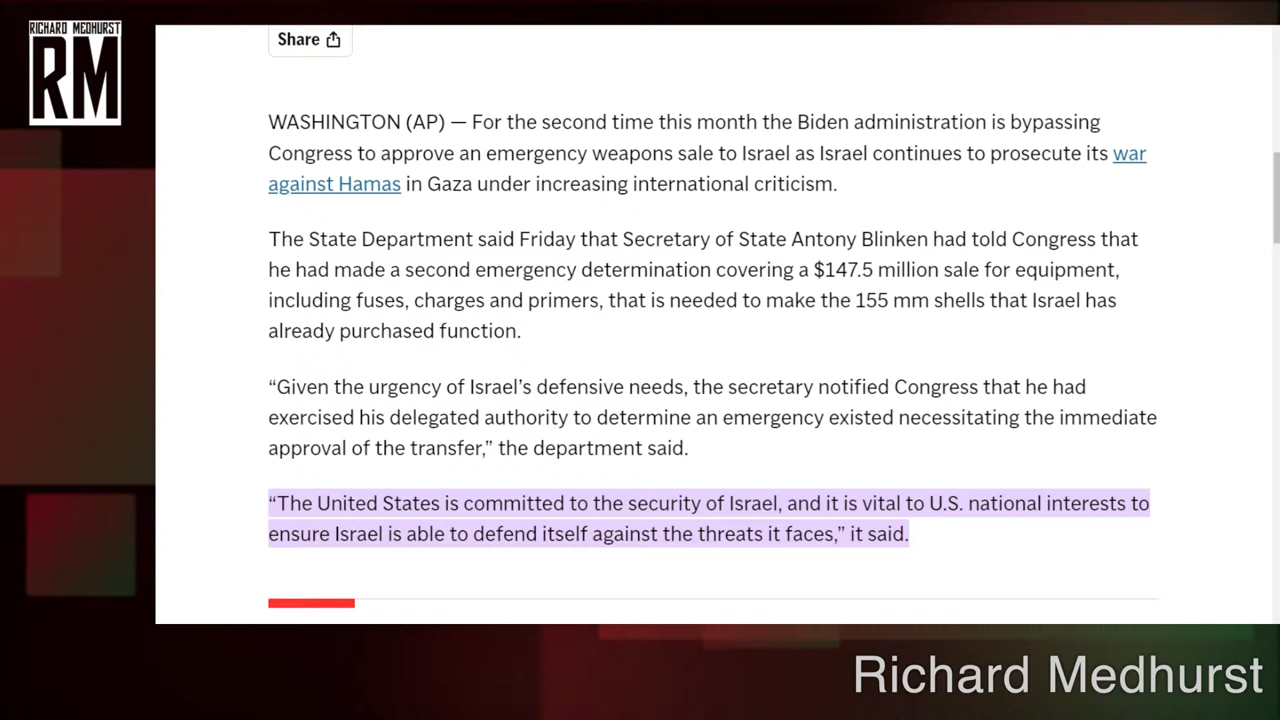 RICHARD MEDHURST
RM
Share
WASHINGTON (AP) — For the second time this month the Biden administration is bypassing
Congress to approve an emergency weapons sale to Israel as Israel continues to prosecute its war
against Hamas in Gaza under increasing international criticism.
The State Department said Friday that Secretary of State Antony Blinken had told Congress that
he had made a second emergency determination covering a $147.5 million sale for equipment,
including fuses, charges and primers, that is needed to make the 155 mm shells that Israel has
already purchased function.
“Given the urgency of Israel’s defensive needs, the secretary notified Congress that he had
exercised his delegated authority to determine an emergency existed necessitating the immediate
approval of the transfer,” the department said.
“The United States is committed to the security of Israel, and it is vital to U.S. national interests to
ensure Israel is able to defend itself against the threats it faces,” it said.
Richard Medhurst